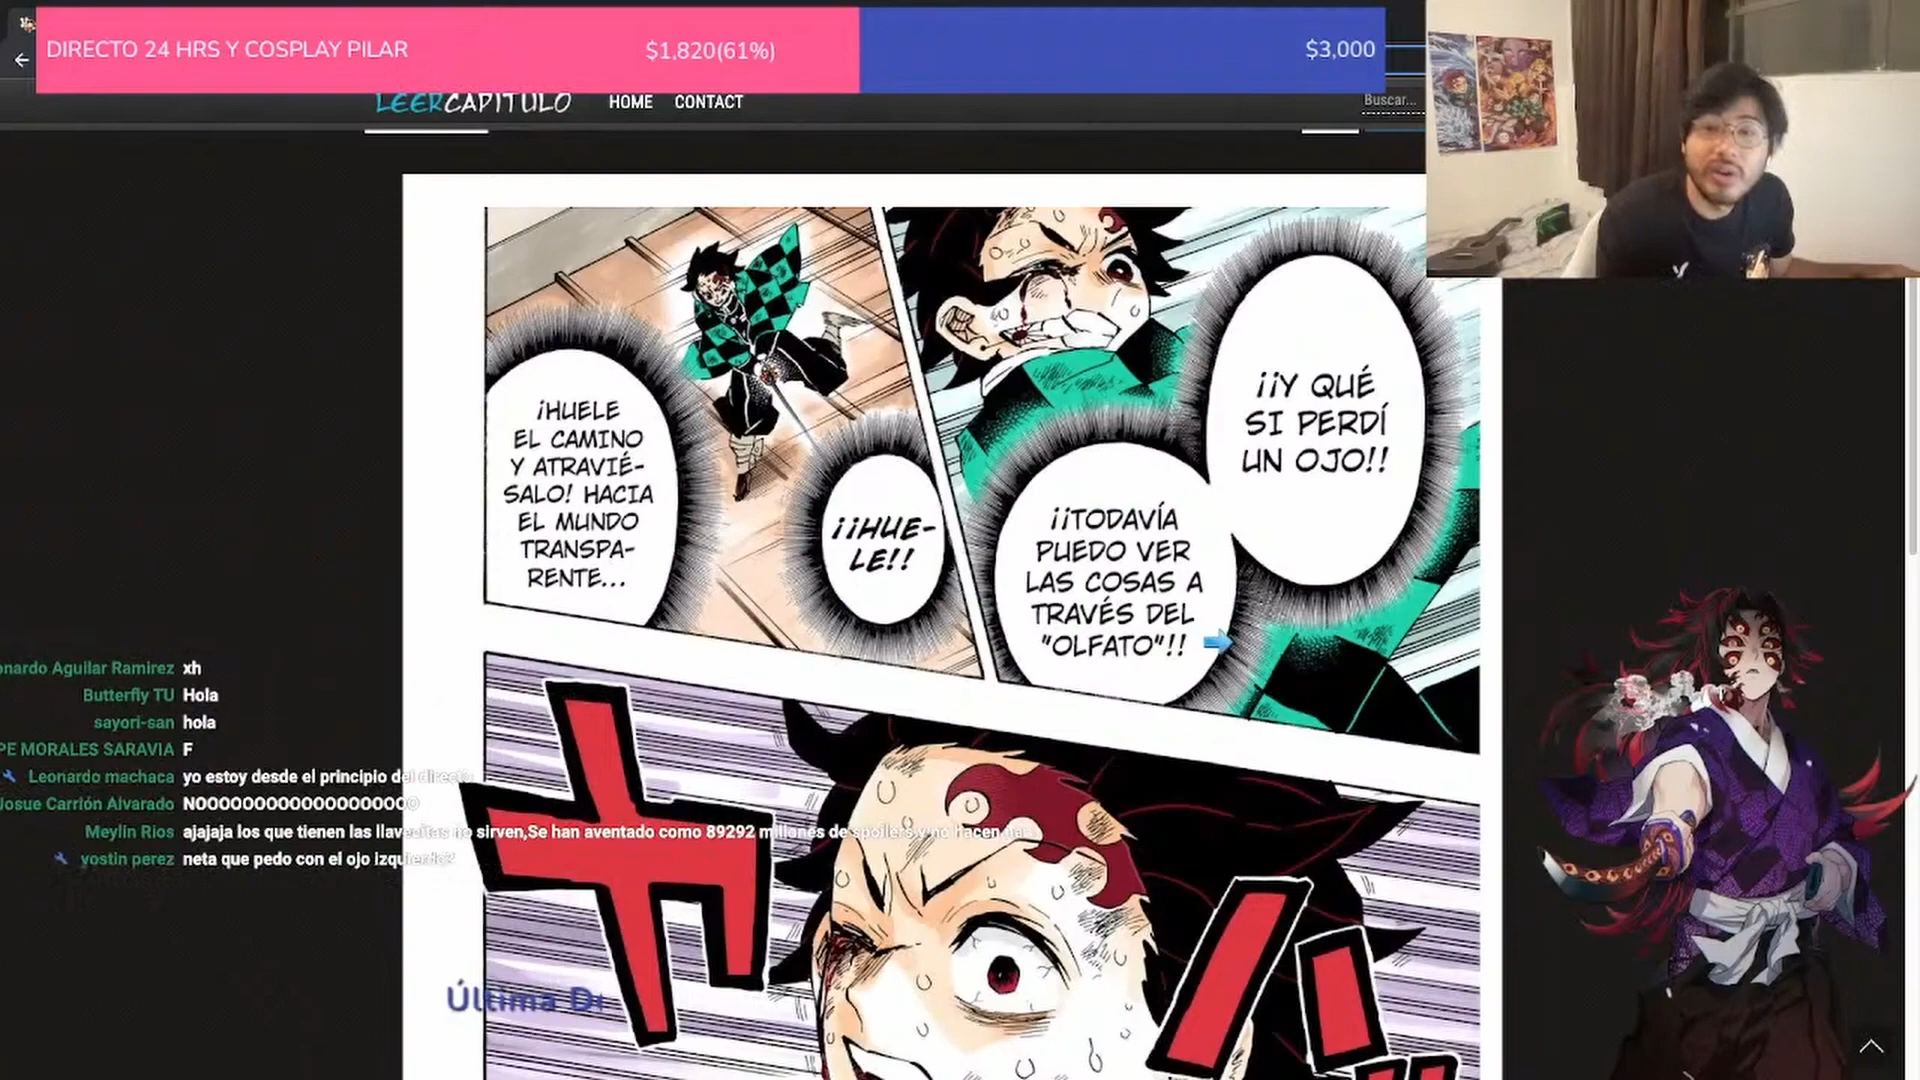 DIRECTO 24 HRS Y COSPLAY PILAR
$1,820(61%)
$3,000
LEERCAPITULO
HOME
CONTACT
Buscar...
¡¡Y QUÉ
SI PERDÍ
UN OJO!!
¡¡TODAVÍA
PUEDO VER
LAS COSAS A
TRAVÉS DEL
"OLFATO"!!
¡¡HUE-
LE!!
¡HUELE
EL CAMINO
Y ATRAVIÉ-
SALO! HACIA
EL MUNDO
TRANSPA-
RENTE...
onardo Aguilar Ramirez xh
Butterfly TU Hola
sayori-san hola
PE MORALES SARAVIA F
Leonardo machaca yo estoy desde el principio del directo
Josue Carrión Alvarado NOOOOOOOOOOOOOOOOOOO
Meylin Rios ajajaja los que tienen las llavecitas no sirven,Se han aventado como 89292 millones de spoilers y no hacen
yostin perez neta que pedo con el ojo izquierdo?
Última